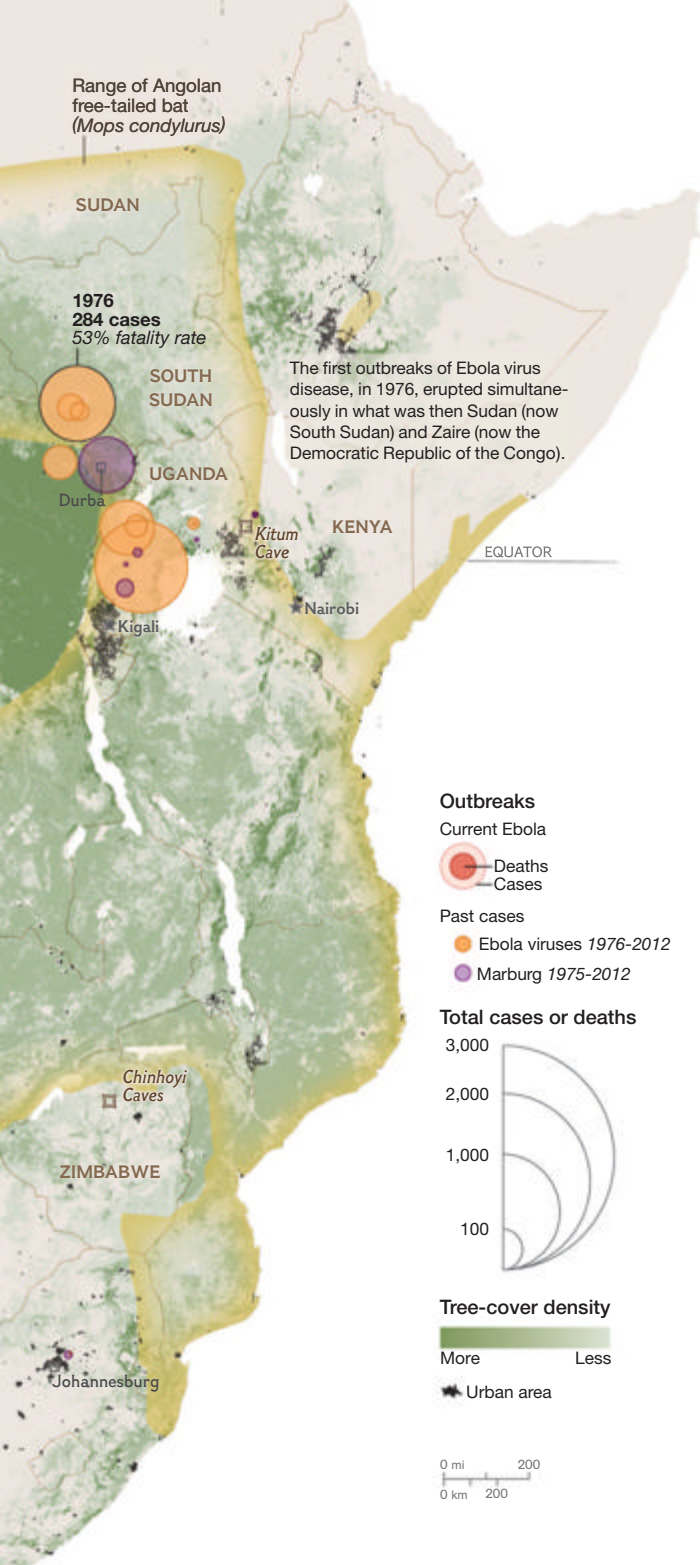 Range of Angolan
free-tailed bat
(Mops condylurus)
SUDAN
1976
284 cases
53% fatality rate
SOUTH
SUDAN
The first outbreaks of Ebola virus
disease, in 1976, erupted simultane-
ously in what was then Sudan (now
South Sudan) and Zaire (now the
Democratic Republic of the Congo).
UGANDA
Durba
Kitum
Cave
KENYA
EQUATOR
Nairobi
Kigali
Outbreaks
Current Ebola
Deaths
Cases
Past cases
Ebola viruses 1976-2012
Marburg 1975-2012
Total cases or deaths
3,000
2,000
1,000
100
Chinhoyi
Caves
ZIMBABWE
Johannesburg
Tree-cover density
More Less
Urban area
0 mi 200
0 km 200